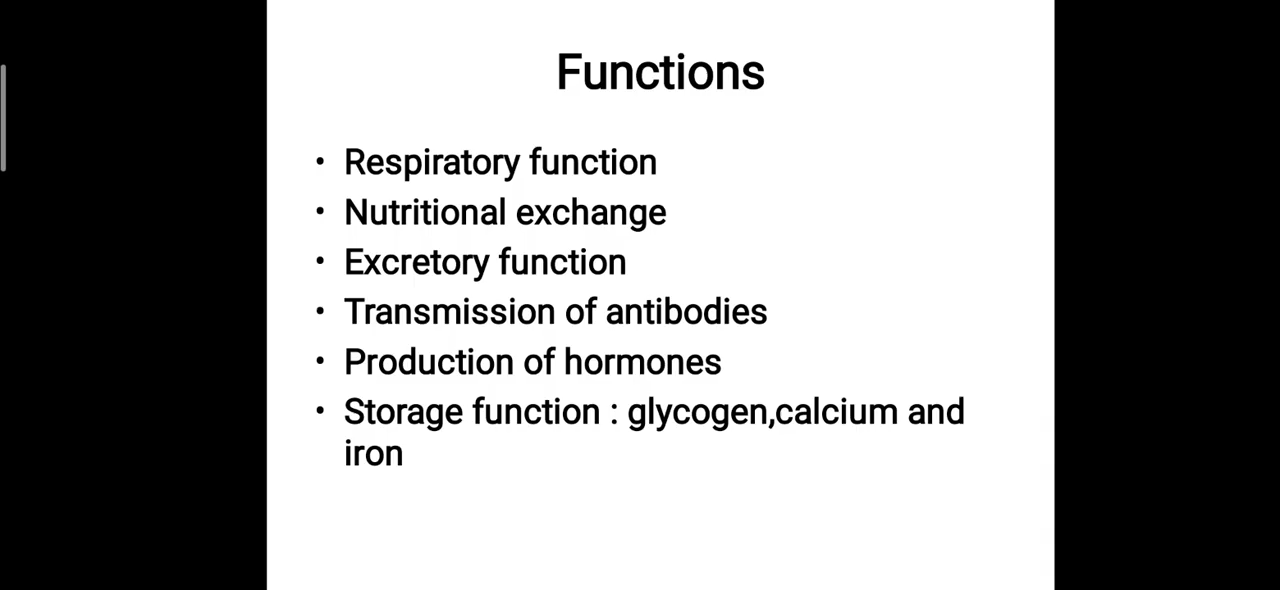 Functions
• Respiratory function
• Nutritional exchange
• Excretory function
• Transmission of antibodies
• Production of hormones
• Storage function : glycogen,calcium and
iron